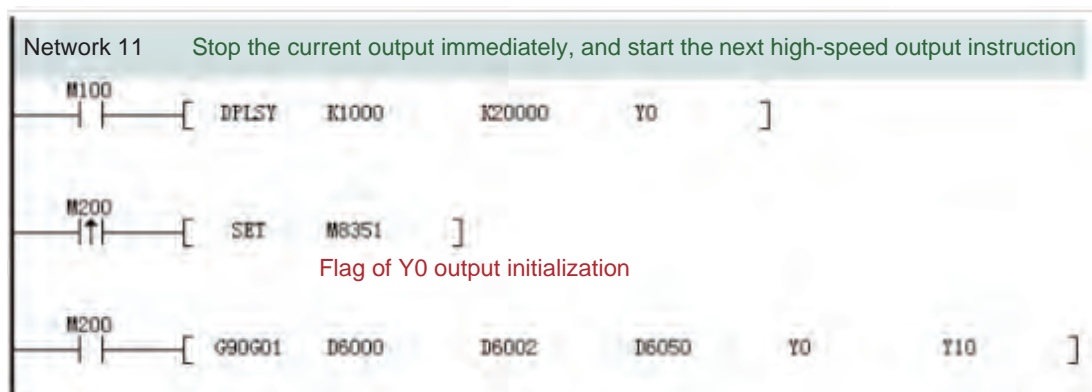 Network 11 Stop the current output immediately, and start the next high-speed output instruction
M100
[ DPLSY K1000 K20000 Y0 ]
M200
[ SET M8351 ]
Flag of Y0 output initialization
M200
[ G90G01 D6000 D6002 D6050 Y0 Y10 ]